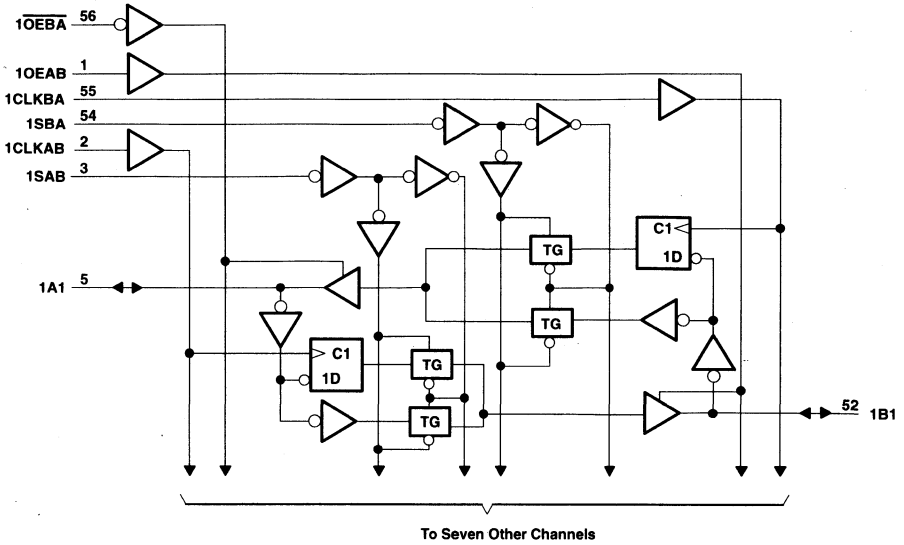 1OEBA 56
1OEAB 1
1CLKBA 55
1SBA 54
1CLKAB 2
1SAB 3
TG C1
1D
1A1 5
TG
C1
1D
TG
TG
52 1B1
To Seven Other Channels